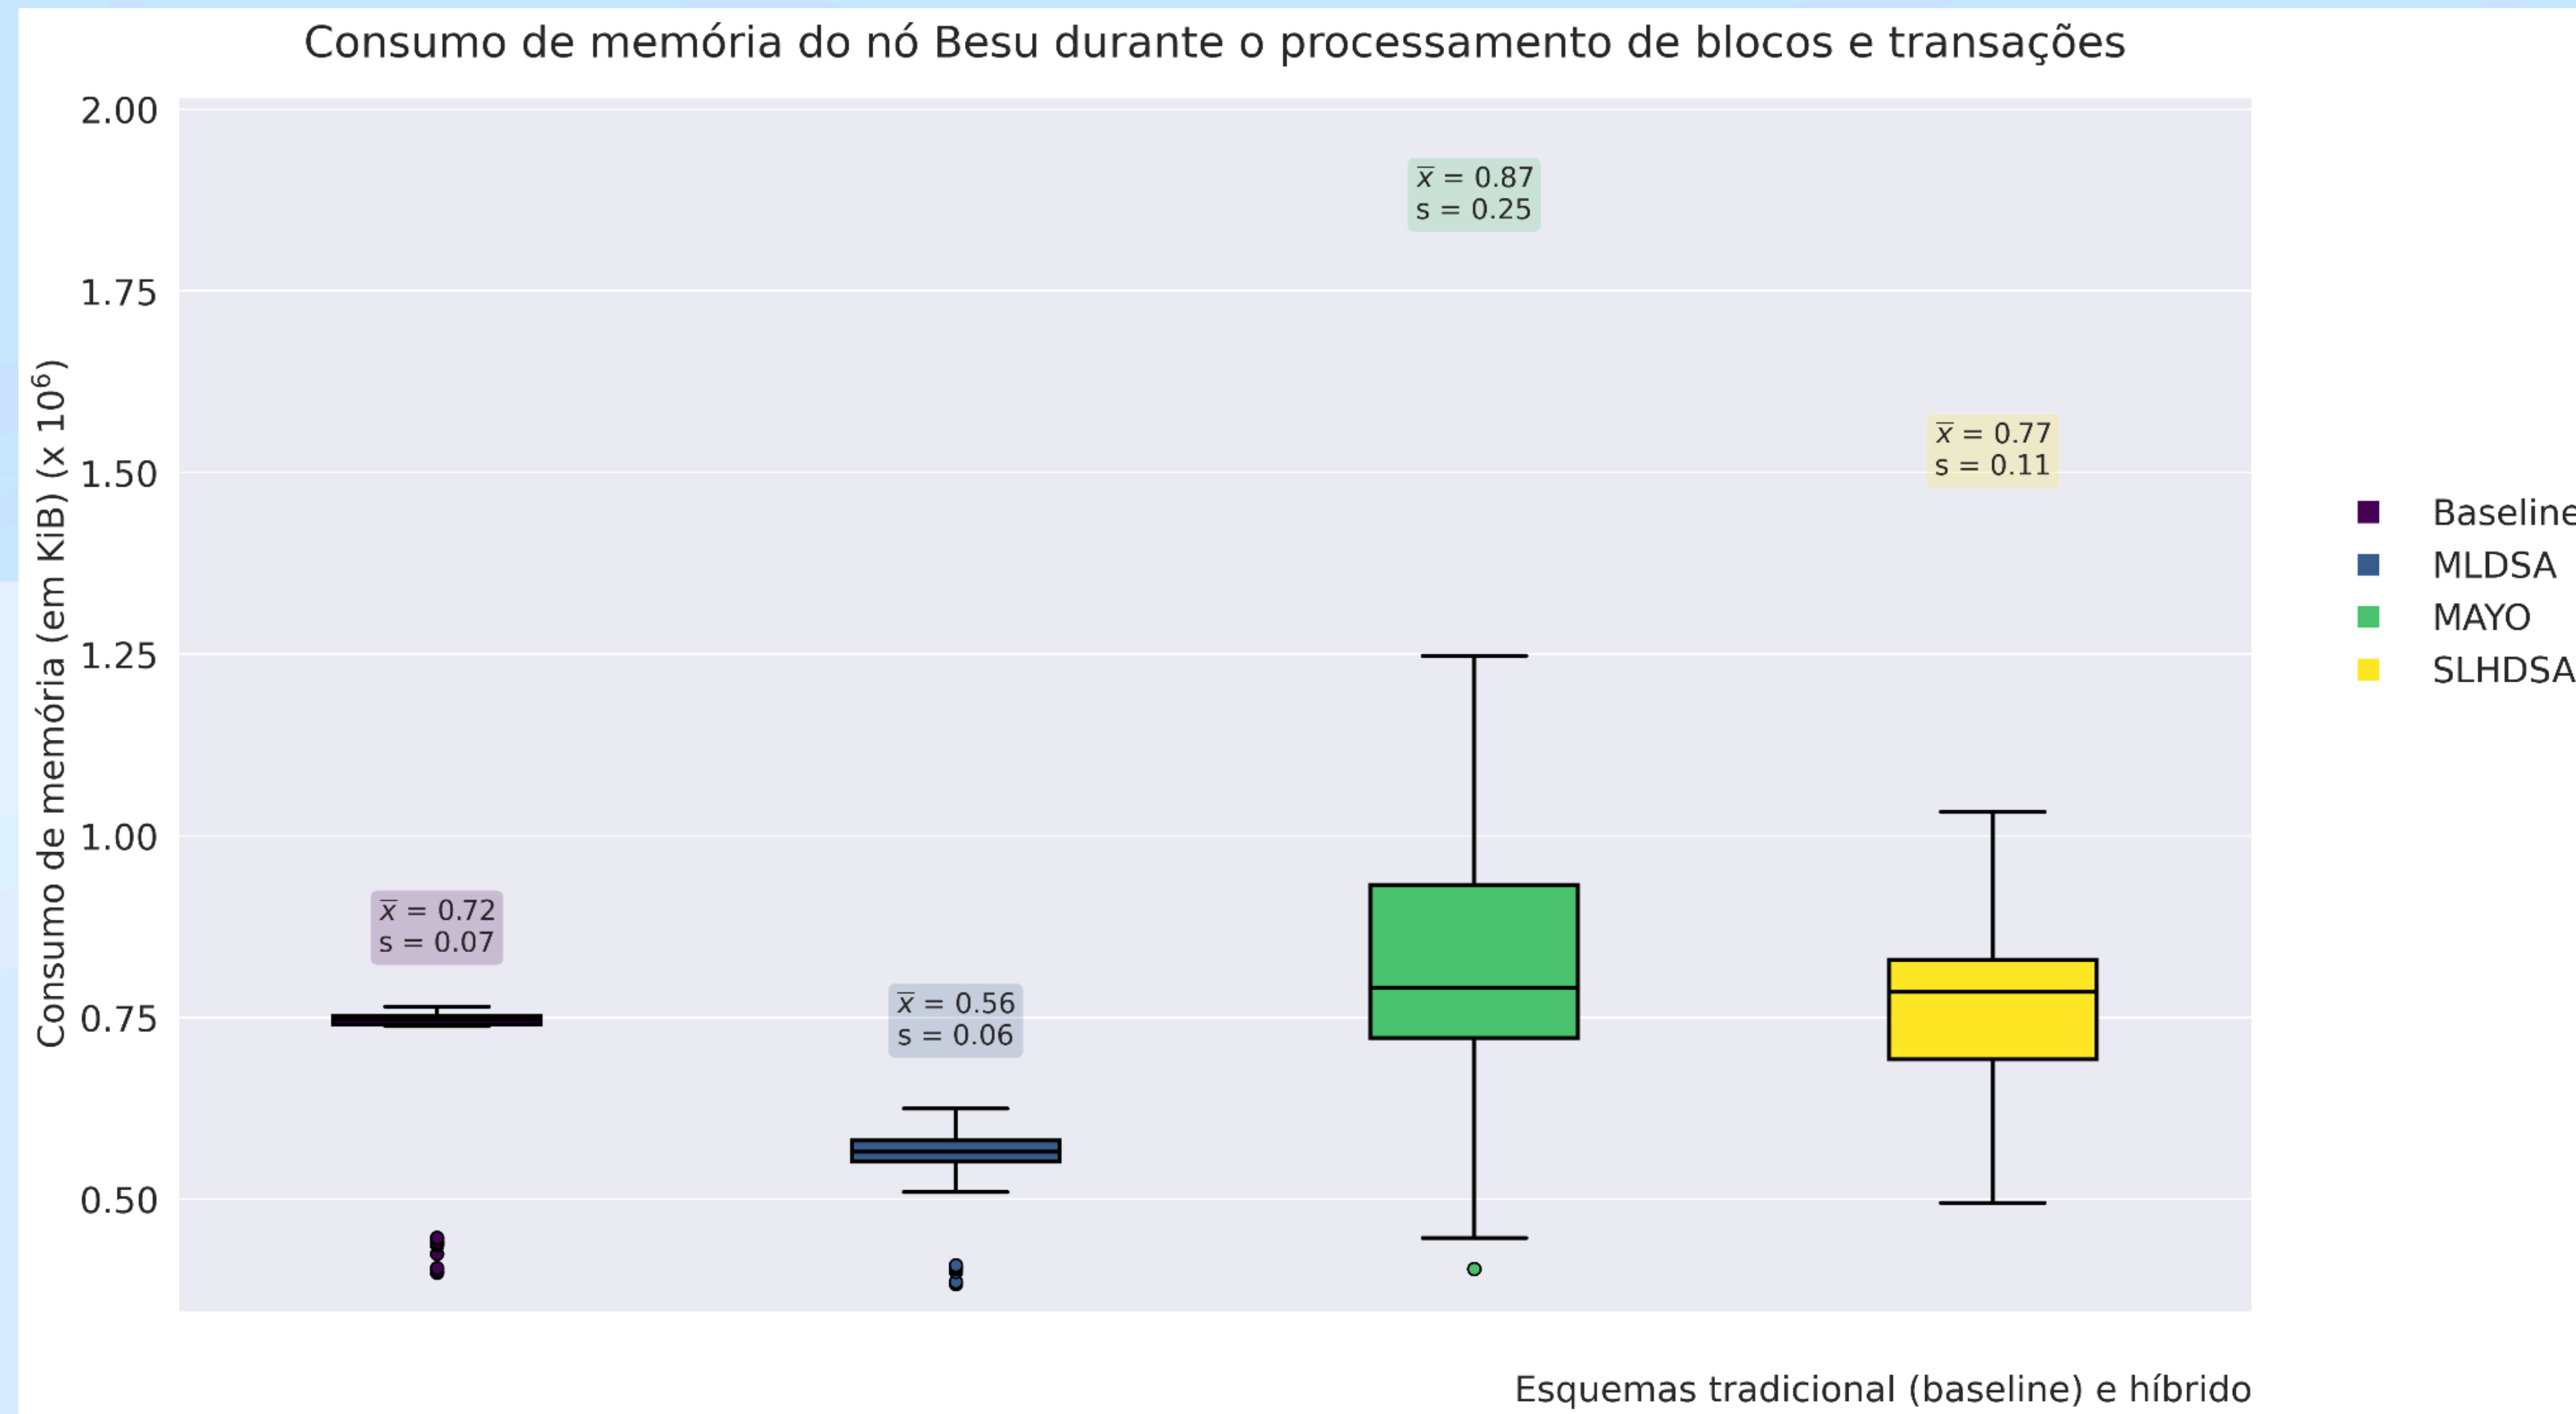 Consumo de memória do nó Besu durante o processamento de blocos e transações
Consumo de memória (em KiB) (x 10⁶)
2.00
1.75
1.50
1.25
1.00
0.75
0.50
x̅ = 0.72
s = 0.07
x̅ = 0.56
s = 0.06
x̅ = 0.87
s = 0.25
x̅ = 0.77
s = 0.11
Baseline
MLDSA
MAYO
SLHDSA
Esquemas tradicional (baseline) e híbrido